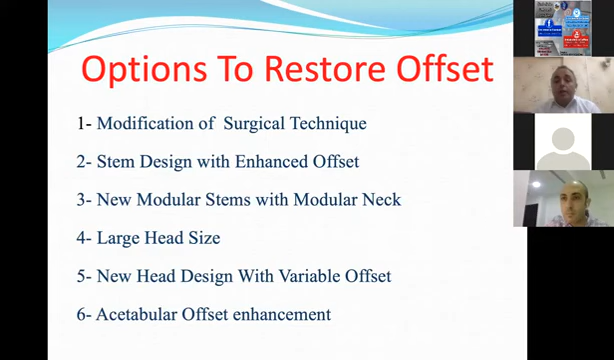 Options To Restore Offset
1- Modification of Surgical Technique
2- Stem Design with Enhanced Offset
3- New Modular Stems with Modular Neck
4- Large Head Size
5- New Head Design With Variable Offset
6- Acetabular Offset enhancement